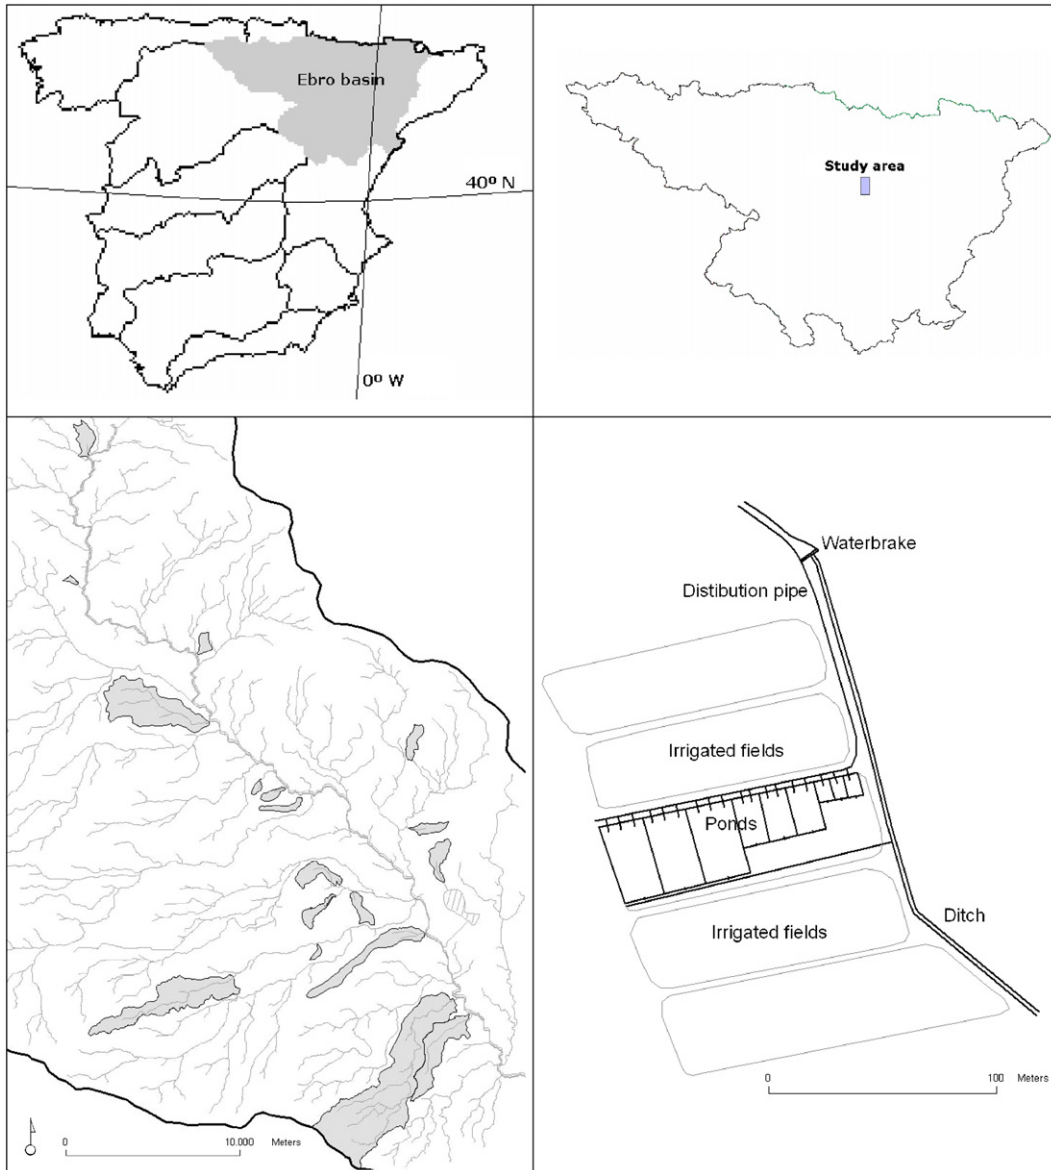 Ebro basin
40º N
0º W
Study area
0
10.000
Meters
Waterbrake
Distibution pipe
Irrigated fields
Ponds
Irrigated fields
Ditch
0
100
Meters